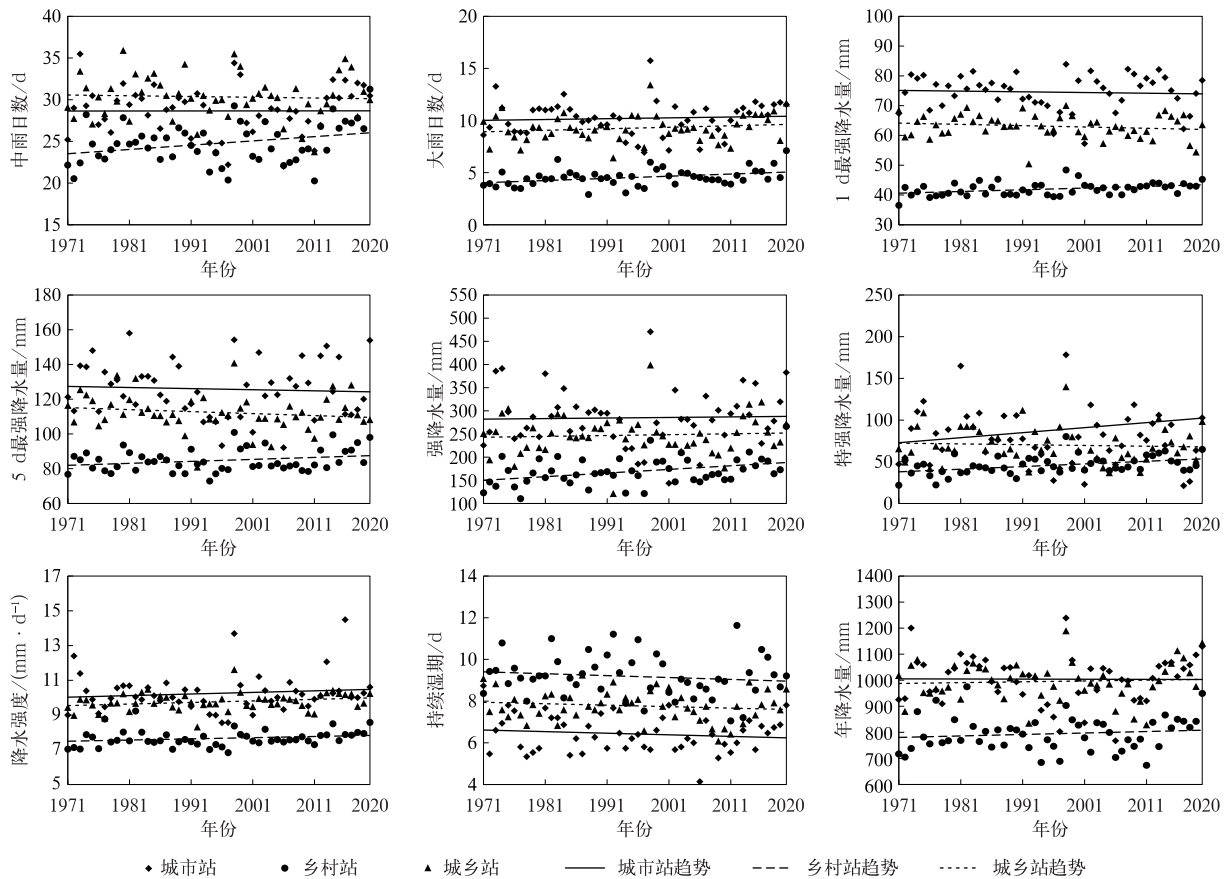 中雨日数/d
40
35
30
25
20
15
1971 1981 1991 2001 2011 2020
年份
大雨日数/d
20
15
10
5
0
1971 1981 1991 2001 2011 2020
年份
1 d最强降水量/mm
100
90
80
70
60
50
40
30
1971 1981 1991 2001 2011 2020
年份
5 d最强降水量/mm
180
160
140
120
100
80
60
1971 1981 1991 2001 2011 2020
年份
强降水量/mm
550
500
450
400
350
300
250
200
150
100
1971 1981 1991 2001 2011 2020
年份
特强降水量/mm
250
200
150
100
50
0
1971 1981 1991 2001 2011 2020
年份
降水强度/(mm · d⁻¹)
17
15
13
11
9
7
5
1971 1981 1991 2001 2011 2020
年份
持续湿期/d
14
12
10
8
6
4
1971 1981 1991 2001 2011 2020
年份
年降水量/mm
1400
1300
1200
1100
1000
900
800
700
600
1971 1981 1991 2001 2011 2020
年份
城市站 乡村站 城乡站 城市站趋势 乡村站趋势 城乡站趋势